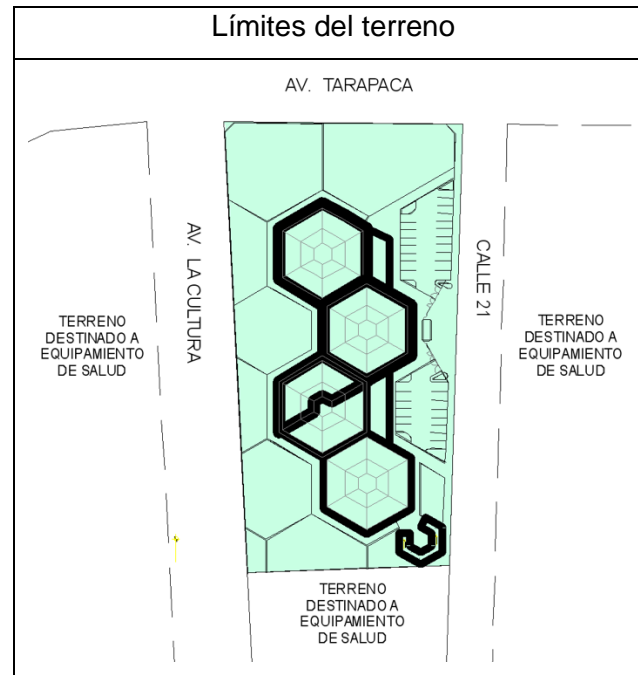 Límites del terreno
AV. TARAPACA
AV. LA CULTURA
CALLE 21
TERRENO
DESTINADO A
EQUIPAMIENTO
DE SALUD
TERRENO
DESTINADO A
EQUIPAMIENTO
DE SALUD
TERRENO
DESTINADO A
EQUIPAMIENTO
DE SALUD